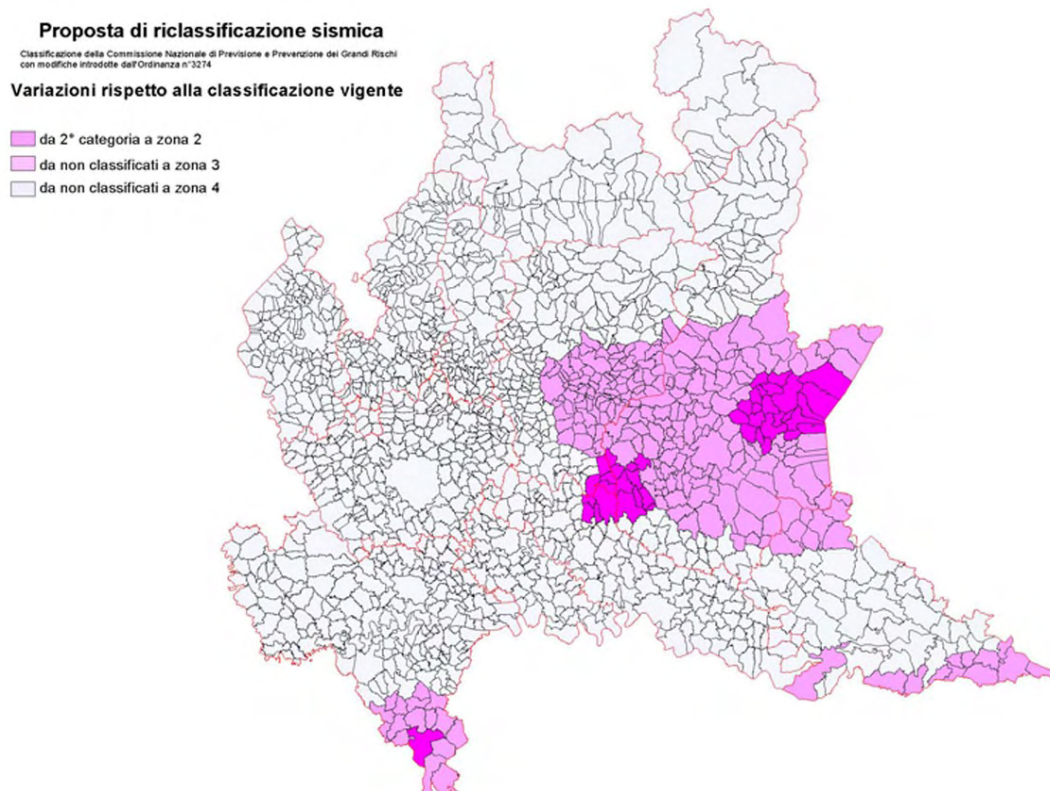 Proposta di riclassificazione sismica
Classificazione della Commissione Nazionale di Previsione e Prevenzione dei Grandi Rischi
con modifiche introdotte dall'Ordinanza n°3274
Variazioni rispetto alla classificazione vigente
da 2° categoria a zona 2
da non classificati a zona 3
da non classificati a zona 4